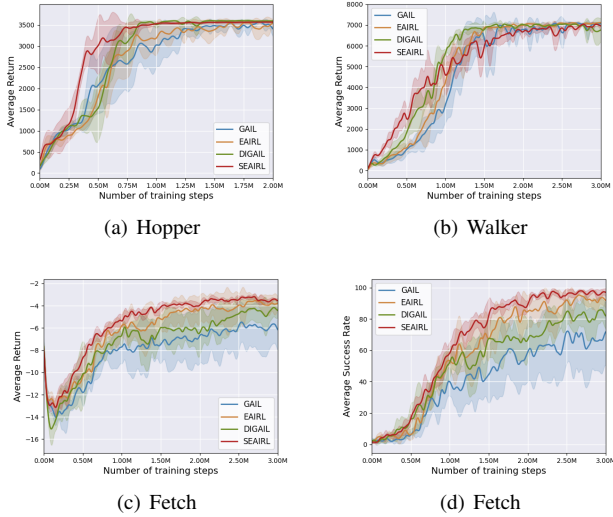 3500
3000
2500
2000
1500
1000
500
0
Average Return
GAIL
EAIRL
DIGAIL
SEAIRL
0.00M 0.25M 0.50M 0.75M 1.00M 1.25M 1.50M 1.75M 2.00M
Number of training steps
(a) Hopper
8000
7000
6000
5000
4000
3000
2000
1000
0
Average Return
GAIL
EAIRL
DIGAIL
SEAIRL
0.00M 0.50M 1.00M 1.50M 2.00M 2.50M 3.00M
Number of training steps
(b) Walker
−2
−4
−6
−8
−10
−12
−14
−16
Average Return
GAIL
EAIRL
DIGAIL
SEAIRL
0.00M 0.50M 1.00M 1.50M 2.00M 2.50M 3.00M
Number of training steps
(c) Fetch
100
80
60
40
20
0
Average Success Rate
GAIL
EAIRL
DIGAIL
SEAIRL
0.00M 0.50M 1.00M 1.50M 2.00M 2.50M 3.00M
Number of training steps
(d) Fetch